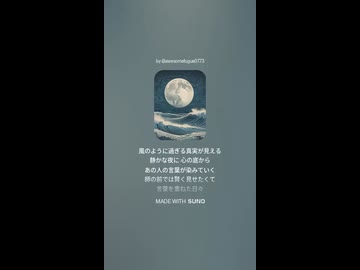 by @awesomefugue0773
風のように過ぎる真実が見える
静かな夜に 心の底から
あの人の言葉が染みていく
師の前では賢く見せたくて
言葉を重ねた日々
MADE WITH SUNO